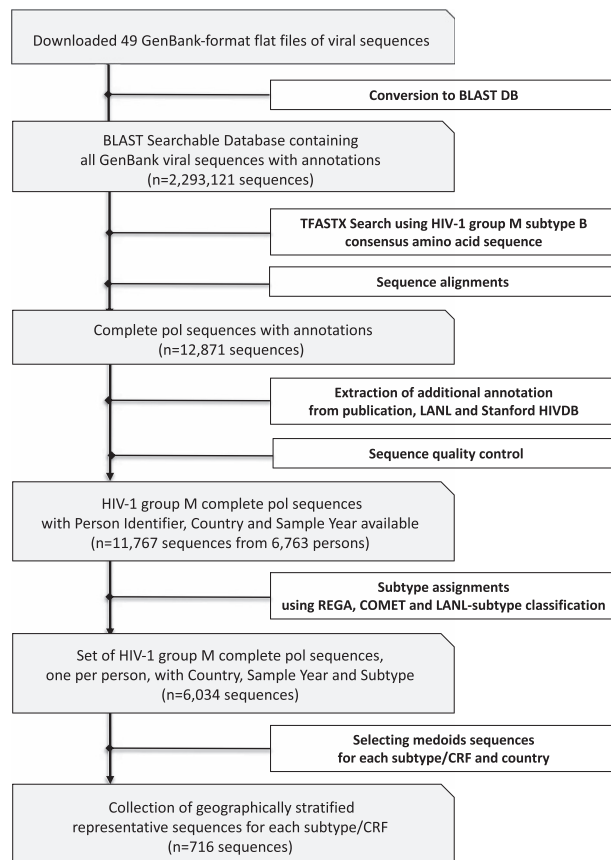 Downloaded 49 GenBank-format flat files of viral sequences
Conversion to BLAST DB
BLAST Searchable Database containing
all GenBank viral sequences with annotations
(n=2,293,121 sequences)
TFASTX Search using HIV-1 group M subtype B
consensus amino acid sequence
Sequence alignments
Complete pol sequences with annotations
(n=12,871 sequences)
Extraction of additional annotation
from publication, LANL and Stanford HIVDB
Sequence quality control
HIV-1 group M complete pol sequences
with Person Identifier, Country and Sample Year available
(n=11,767 sequences from 6,763 persons)
Subtype assignments
using REGA, COMET and LANL-subtype classification
Set of HIV-1 group M complete pol sequences,
one per person, with Country, Sample Year and Subtype
(n=6,034 sequences)
Selecting medoids sequences
for each subtype/CRF and country
Collection of geographically stratified
representative sequences for each subtype/CRF
(n=716 sequences)